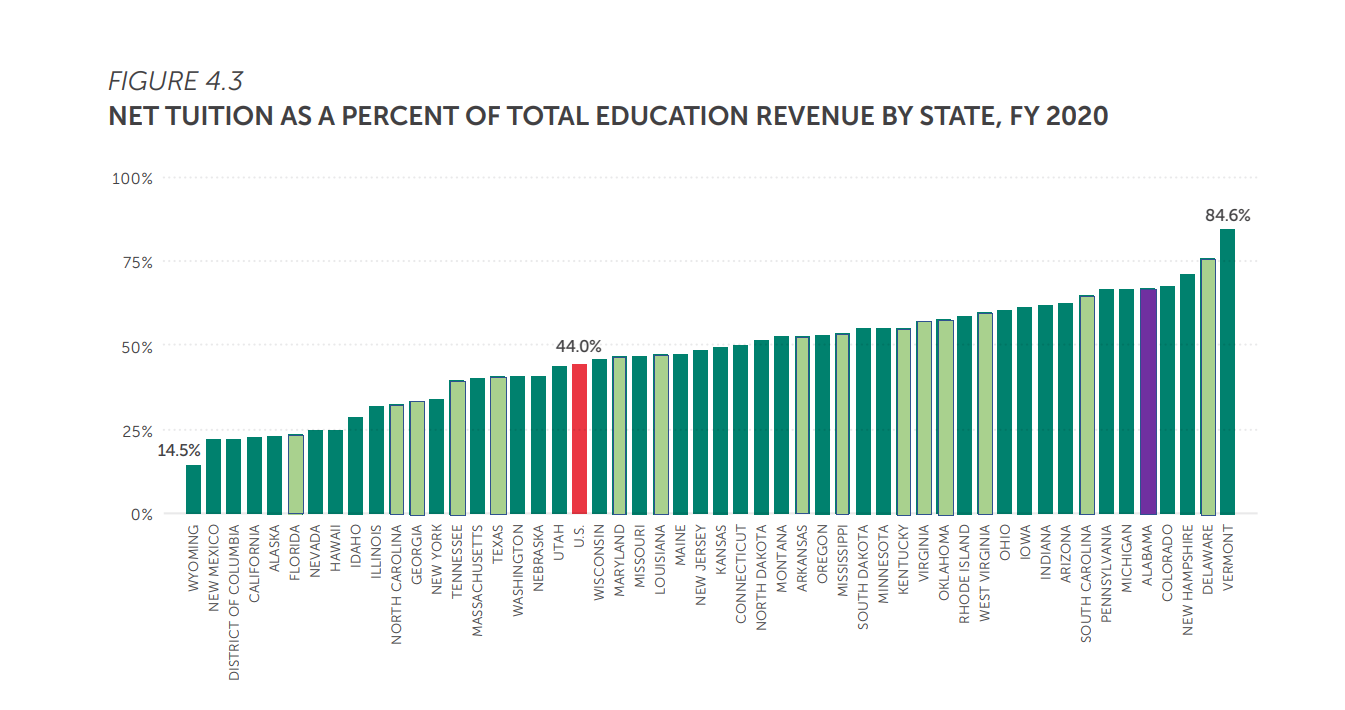 FIGURE 4.3
NET TUITION AS A PERCENT OF TOTAL EDUCATION REVENUE BY STATE, FY 2020
100%
84.6%
75%
50%
44.0%
25%
14.5%
0%
WYOMING
NEW MEXICO
DISTRICT OF COLUMBIA
CALIFORNIA
ALASKA
FLORIDA
NEVADA
HAWAII
IDAHO
ILLINOIS
NORTH CAROLINA
GEORGIA
NEW YORK
TENNESSEE
MASSACHUSETTS
TEXAS
WASHINGTON
NEBRASKA
UTAH
U.S.
WISCONSIN
MARYLAND
MISSOURI
LOUISIANA
MAINE
NEW JERSEY
KANSAS
CONNECTICUT
NORTH DAKOTA
MONTANA
ARKANSAS
OREGON
MISSISSIPPI
SOUTH DAKOTA
MINNESOTA
KENTUCKY
VIRGINIA
OKLAHOMA
RHODE ISLAND
WEST VIRGINIA
OHIO
IOWA
INDIANA
ARIZONA
SOUTH CAROLINA
PENNSYLVANIA
MICHIGAN
ALABAMA
COLORADO
NEW HAMPSHIRE
DELAWARE
VERMONT